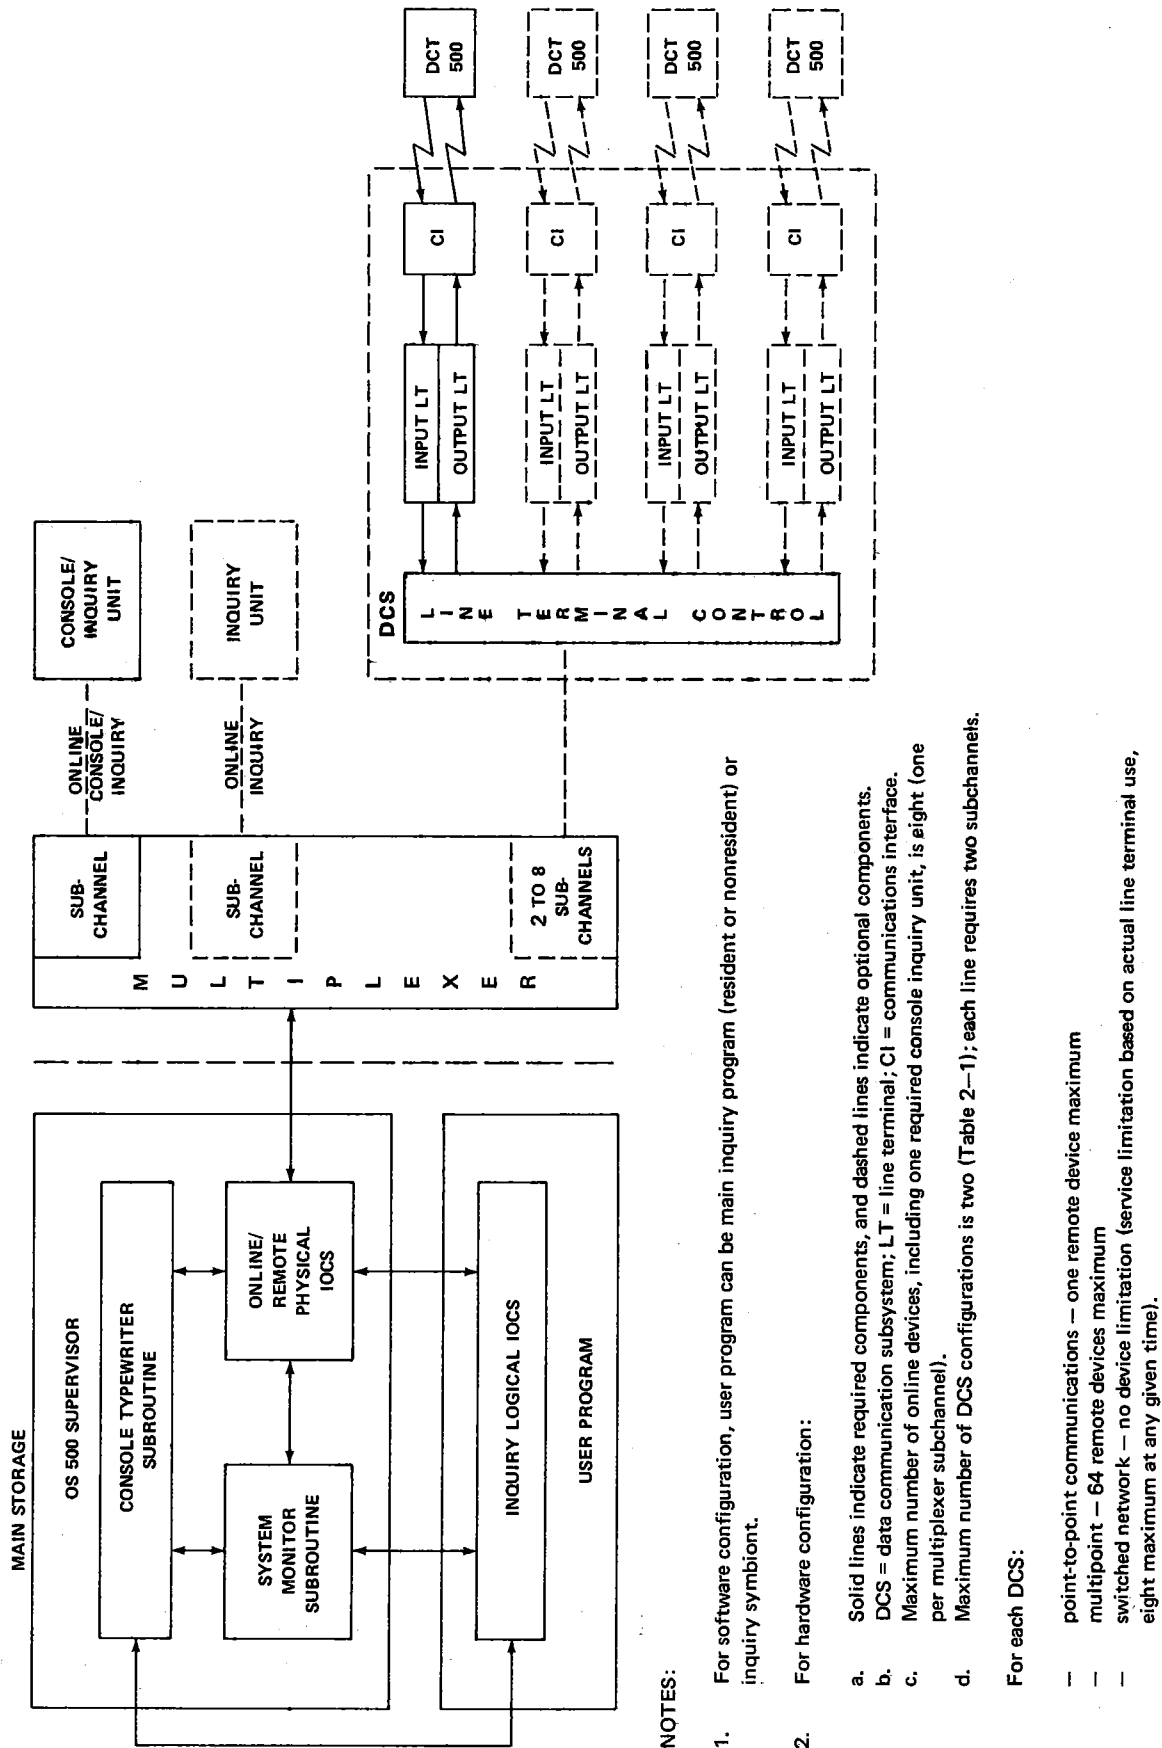 MAIN STORAGE
OS 500 SUPERVISOR
CONSOLE TYPEWRITER
SUBROUTINE
SYSTEM
MONITOR
SUBROUTINE
ONLINE/
REMOTE
PHYSICAL
IOCS
INQUIRY LOGICAL IOCS
USER PROGRAM
MULTIPLEXER
SUB-
CHANNEL
SUB-
CHANNEL
2 TO 8
SUB-
CHANNELS
ONLINE
CONSOLE/
INQUIRY
ONLINE
INQUIRY
CONSOLE/
INQUIRY
UNIT
INQUIRY
UNIT
DCS
LINE TERMINAL CONTROL
INPUT LT
OUTPUT LT
CI
DCT
500
INPUT LT
OUTPUT LT
CI
DCT
500
INPUT LT
OUTPUT LT
CI
DCT
500
INPUT LT
OUTPUT LT
CI
DCT
500
NOTES:
1. For software configuration, user program can be main inquiry program (resident or nonresident) or
inquiry symbiont.
2. For hardware configuration:
a. Solid lines indicate required components, and dashed lines indicate optional components.
b. DCS = data communication subsystem; LT = line terminal; CI = communications interface.
c. Maximum number of online devices, including one required console inquiry unit, is eight (one
per multiplexer subchannel).
d. Maximum number of DCS configurations is two (Table 2—1); each line requires two subchannels.
For each DCS:
— point-to-point communications — one remote device maximum
— multipoint — 64 remote devices maximum
— switched network — no device limitation (service limitation based on actual line terminal use,
eight maximum at any given time).